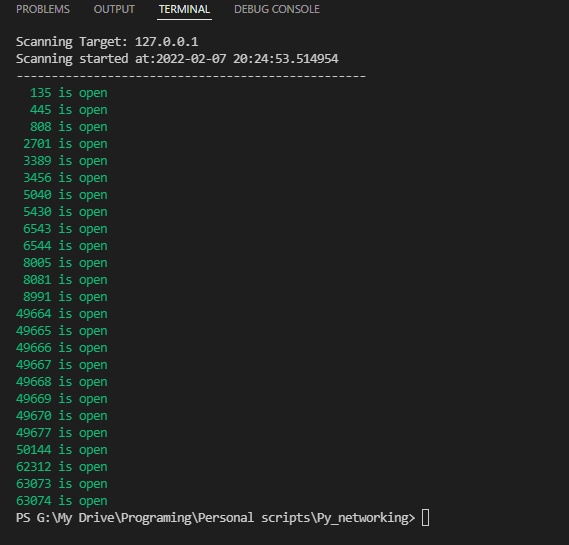 PROBLEMS OUTPUT TERMINAL DEBUG CONSOLE
Scanning Target: 127.0.0.1
Scanning started at:2022-02-07 20:24:53.514954
--------------------------------------------------
135 is open
445 is open
808 is open
2701 is open
3389 is open
3456 is open
5040 is open
5430 is open
6543 is open
6544 is open
8005 is open
8081 is open
8991 is open
49664 is open
49665 is open
49666 is open
49667 is open
49668 is open
49669 is open
49670 is open
49677 is open
50144 is open
62312 is open
63073 is open
63074 is open
PS G:\My Drive\Programing\Personal scripts\Py_networking>